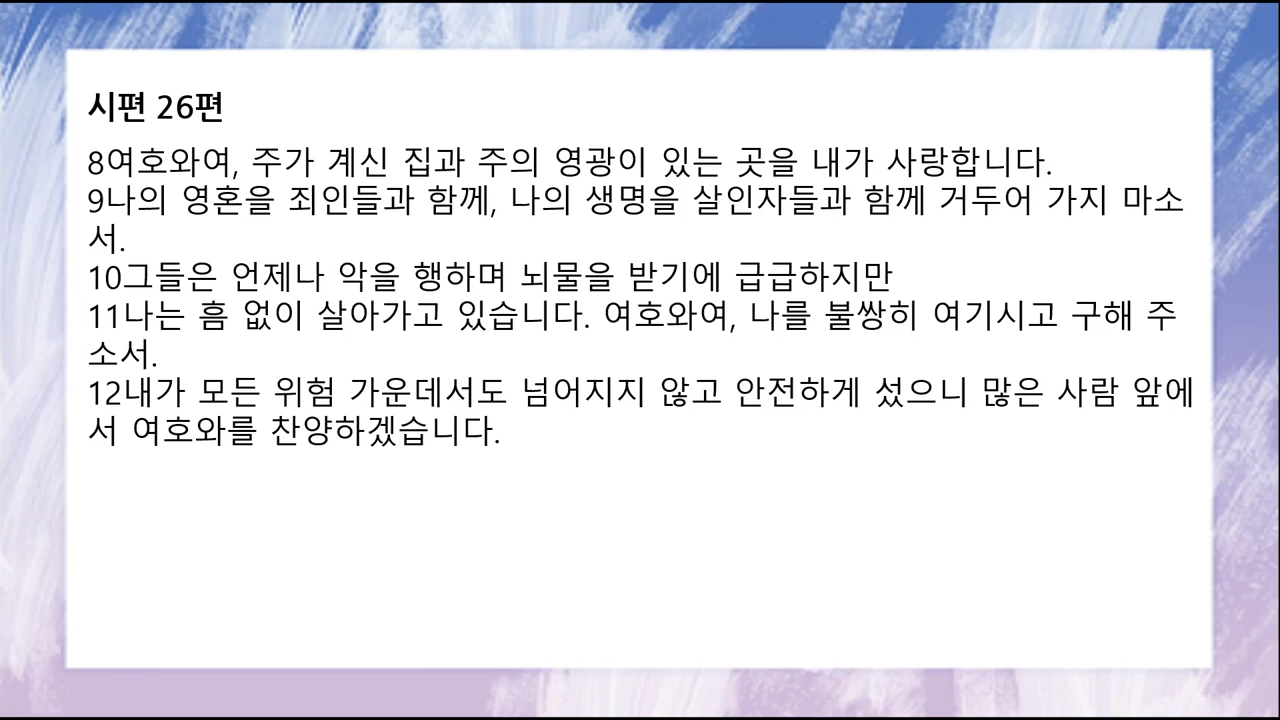 시편 26편
8여호와여, 주가 계신 집과 주의 영광이 있는 곳을 내가 사랑합니다.
9나의 영혼을 죄인들과 함께, 나의 생명을 살인자들과 함께 거두어 가지 마소
서.
10그들은 언제나 악을 행하며 뇌물을 받기에 급급하지만
11나는 흠 없이 살아가고 있습니다. 여호와여, 나를 불쌍히 여기시고 구해 주
소서.
12내가 모든 위험 가운데서도 넘어지지 않고 안전하게 섰으니 많은 사람 앞에
서 여호와를 찬양하겠습니다.